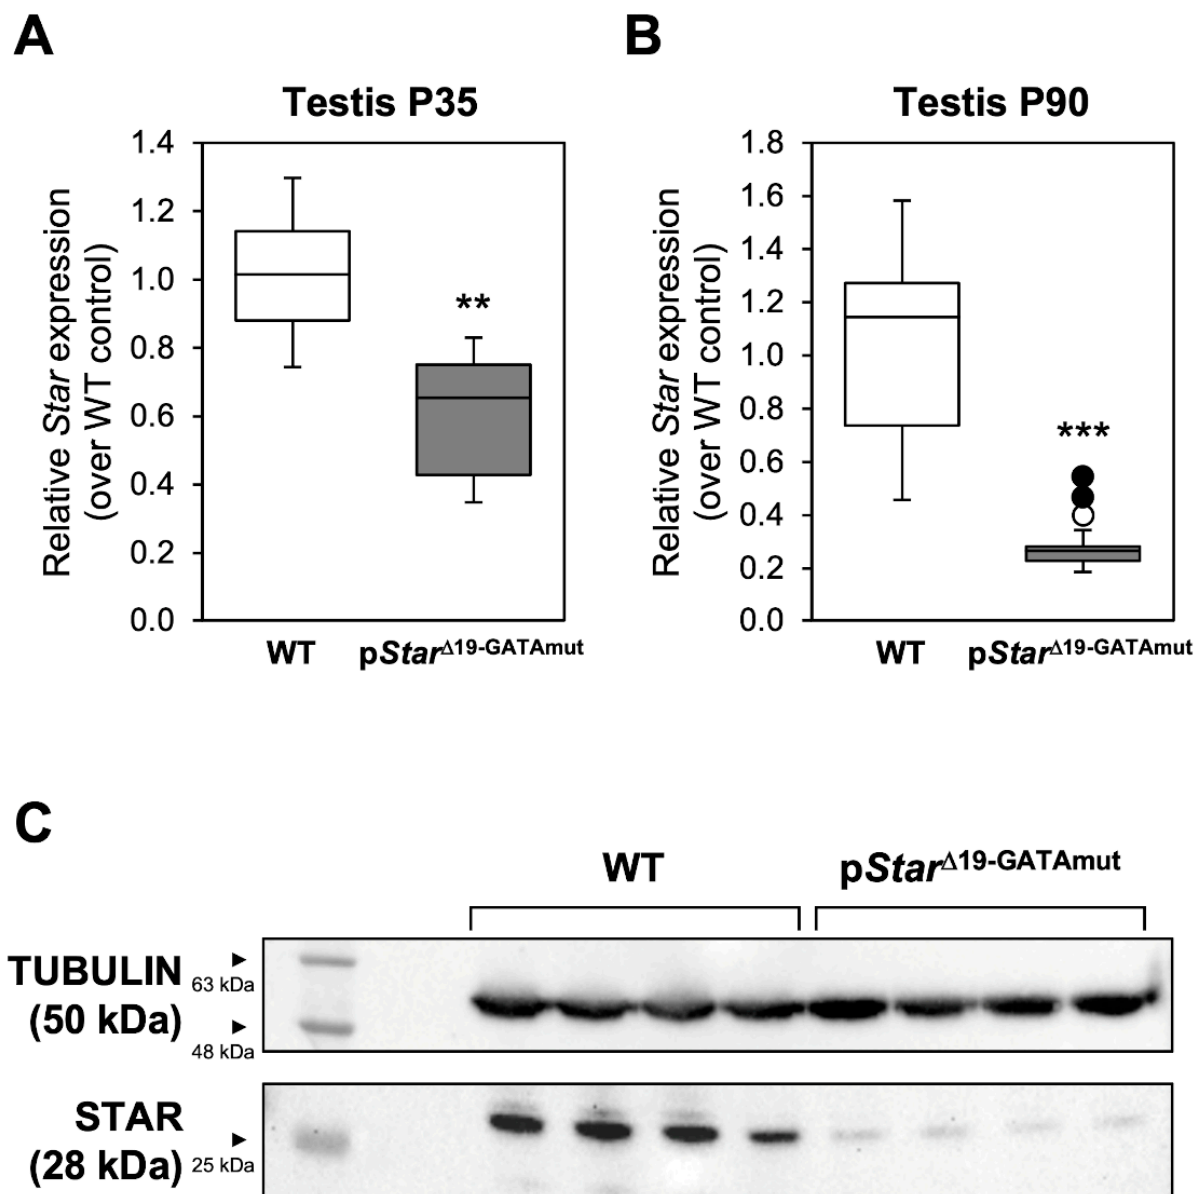 A
Testis P35
Relative Star expression
(over WT control)
1.4
1.2
1.0
0.8
0.6
0.4
0.2
0.0
**
WT
pStarΔ19-GATAmut
B
Testis P90
Relative Star expression
(over WT control)
1.8
1.6
1.4
1.2
1.0
0.8
0.6
0.4
0.2
0.0
***
WT
pStarΔ19-GATAmut
C
WT
pStarΔ19-GATAmut
TUBULIN
(50 kDa)
63 kDa
48 kDa
STAR
(28 kDa)
25 kDa